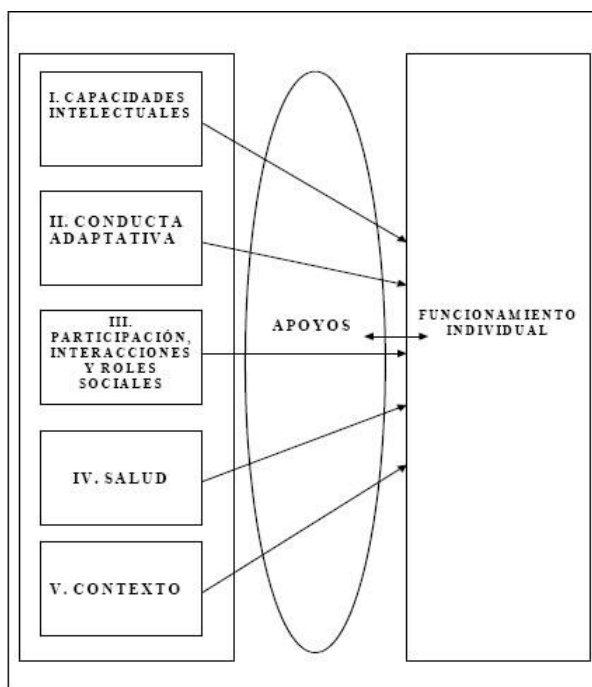 I. CAPACIDADES
INTELECTUALES
II. CONDUCTA
ADAPTATIVA
III.
PARTICIPACIÓN,
INTERACCIONES
Y ROLES
SOCIALES
IV. SALUD
V. CONTEXTO
APOYOS
FUNCIONAMIENTO
INDIVIDUAL